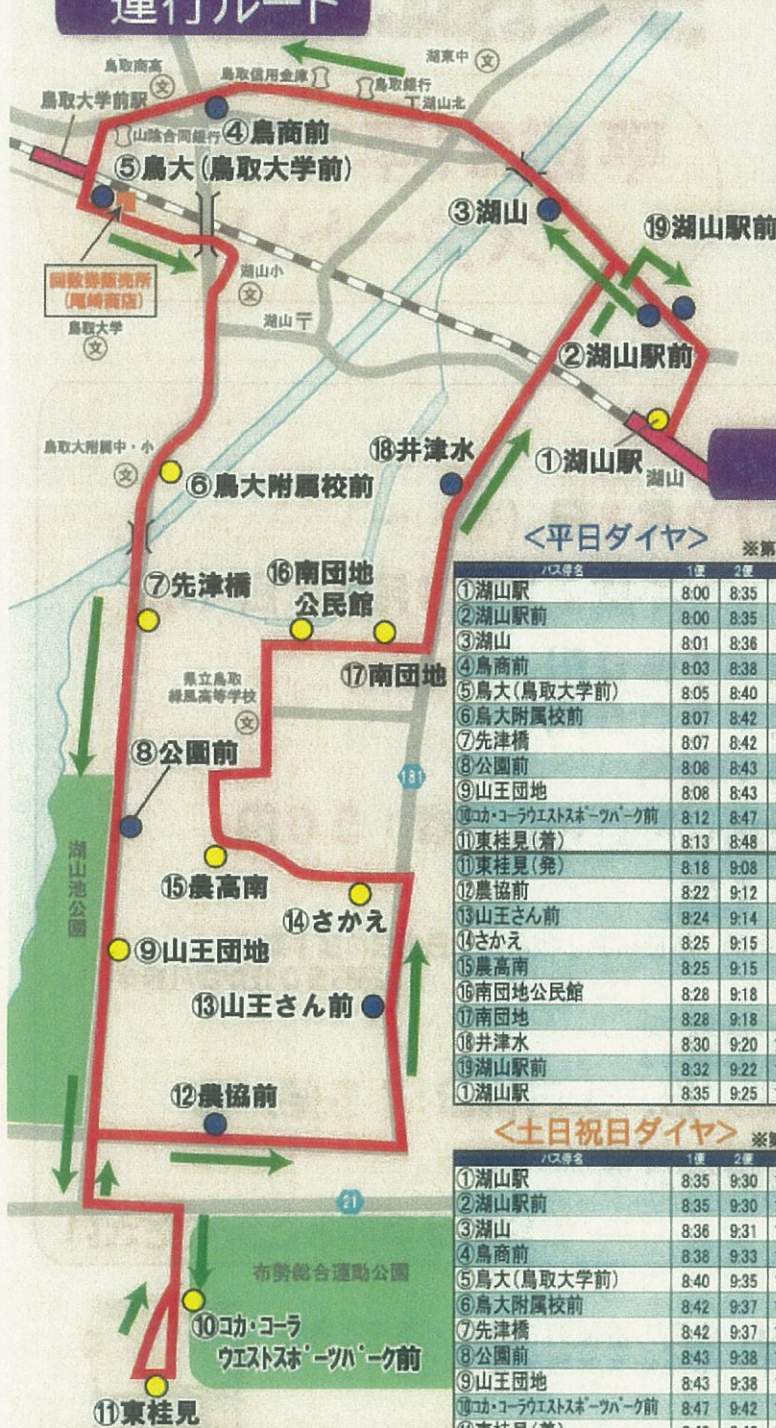 運行ルート
鳥取商高
文
鳥取信用金庫
湖東中
文
鳥取銀行
〒湖山北
鳥取大学前駅
山陰合同銀行
④鳥商前
⑤鳥大(鳥取大学前)
③湖山
⑲湖山駅前
回数券販売所
(尾崎商店)
鳥取大学
文
湖山小
文
湖山〒
②湖山駅前
①湖山駅
湖山
鳥取大附属中・小
文
⑥鳥大附属校前
⑱井津水
⑦先津橋
⑯南団地
公民館
⑰南団地
県立鳥取
緑風高等学校
文
181
⑧公園前
湖山池公園
⑮農高南
⑭さかえ
⑨山王団地
⑬山王さん前
⑫農協前
21
布勢総合運動公園
⑩コカ・コーラ
ウエストスポーツパーク前
⑪東桂見
<平日ダイヤ> ※第
バス停名 1便 2便
①湖山駅 8:00 8:35
②湖山駅前 8:00 8:35
③湖山 8:01 8:36
④鳥商前 8:03 8:38
⑤鳥大(鳥取大学前) 8:05 8:40
⑥鳥大附属校前 8:07 8:42
⑦先津橋 8:07 8:42
⑧公園前 8:08 8:43
⑨山王団地 8:08 8:43
⑩コカ・コーラウエストスポーツパーク前 8:12 8:47
⑪東桂見(着) 8:13 8:48
⑪東桂見(発) 8:18 9:08
⑫農協前 8:22 9:12
⑬山王さん前 8:24 9:14
⑭さかえ 8:25 9:15
⑮農高南 8:25 9:15
⑯南団地公民館 8:28 9:18
⑰南団地 8:28 9:18
⑱井津水 8:30 9:20
⑲湖山駅前 8:32 9:22
①湖山駅 8:35 9:25
<土日祝日ダイヤ> ※第
バス停名 1便 2便
①湖山駅 8:35 9:30
②湖山駅前 8:35 9:30
③湖山 8:36 9:31
④鳥商前 8:38 9:33
⑤鳥大(鳥取大学前) 8:40 9:35
⑥鳥大附属校前 8:42 9:37
⑦先津橋 8:42 9:37
⑧公園前 8:43 9:38
⑨山王団地 8:43 9:38
⑩コカ・コーラウエストスポーツパーク前 8:47 9:42